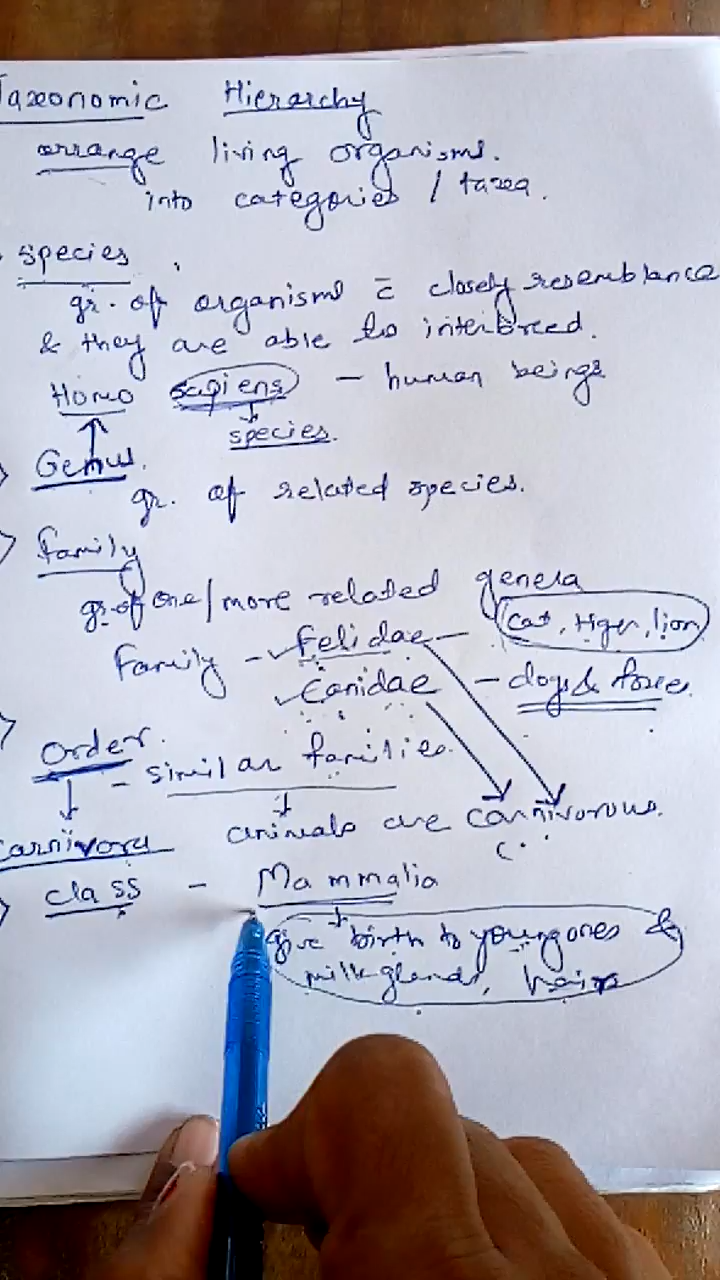 Taxonomic Hierarchy
arrange living organisms.
into categories / taxa.
species
gr. of organisms c̄ closely resemblance
& they are able to interbreed.
Homo sapiens - human beings
species.
Genus.
gr. of related species.
family
gr. of one/more related genera
family - Felidae - cat, tiger, lion
Canidae - dogs & foxes
Order.
- similar families.
Carnivora animals are carnivorous.
class - Mammalia
give birth to young ones &
milk glands, hair